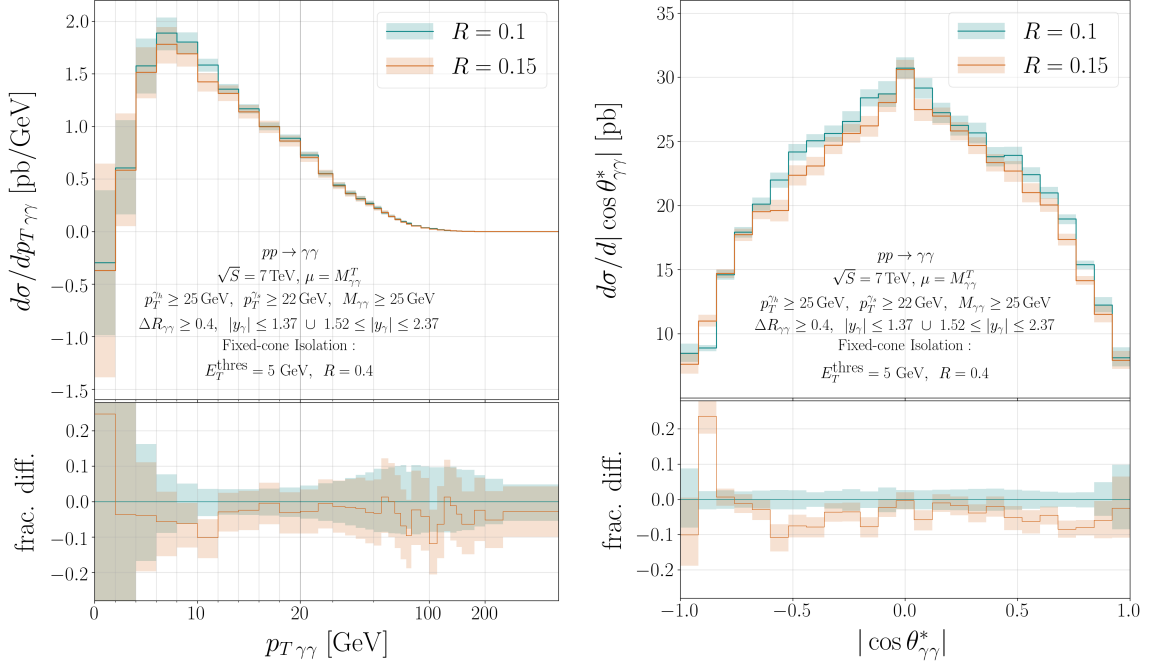 dσ/dp_{T γγ} [pb/GeV]
2.0
1.5
1.0
0.5
0.0
−0.5
−1.0
−1.5
R = 0.1
R = 0.15
pp → γγ
√S = 7 TeV, μ = M^T_{γγ}
p_T^{γ_h} ≥ 25 GeV, p_T^{γ_s} ≥ 22 GeV, M_{γγ} ≥ 25 GeV
ΔR_{γγ} ≥ 0.4, |y_γ| ≤ 1.37 ∪ 1.52 ≤ |y_γ| ≤ 2.37
Fixed-cone Isolation :
E_T^{thres} = 5 GeV, R = 0.4
frac. diff.
0.2
0.1
0.0
−0.1
−0.2
0 10 20 100 200
p_{T γγ} [GeV]
dσ/d| cos θ*_{γγ}| [pb]
35
30
25
20
15
10
R = 0.1
R = 0.15
pp → γγ
√S = 7 TeV, μ = M^T_{γγ}
p_T^{γ_h} ≥ 25 GeV, p_T^{γ_s} ≥ 22 GeV, M_{γγ} ≥ 25 GeV
ΔR_{γγ} ≥ 0.4, |y_γ| ≤ 1.37 ∪ 1.52 ≤ |y_γ| ≤ 2.37
Fixed-cone Isolation :
E_T^{thres} = 5 GeV, R = 0.4
frac. diff.
0.2
0.1
0.0
−0.1
−0.2
−1.0 −0.5 0.0 0.5 1.0
| cos θ*_{γγ}|